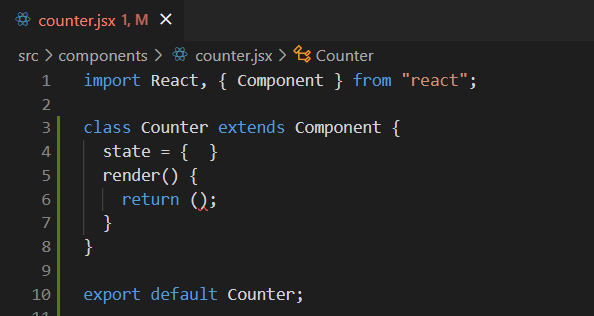 counter.jsx 1, M ×
src > components > counter.jsx > Counter
1 import React, { Component } from "react";
2
3 class Counter extends Component {
4   state = {  }
5   render() {
6     return ();
7   }
8 }
9
10 export default Counter;
11